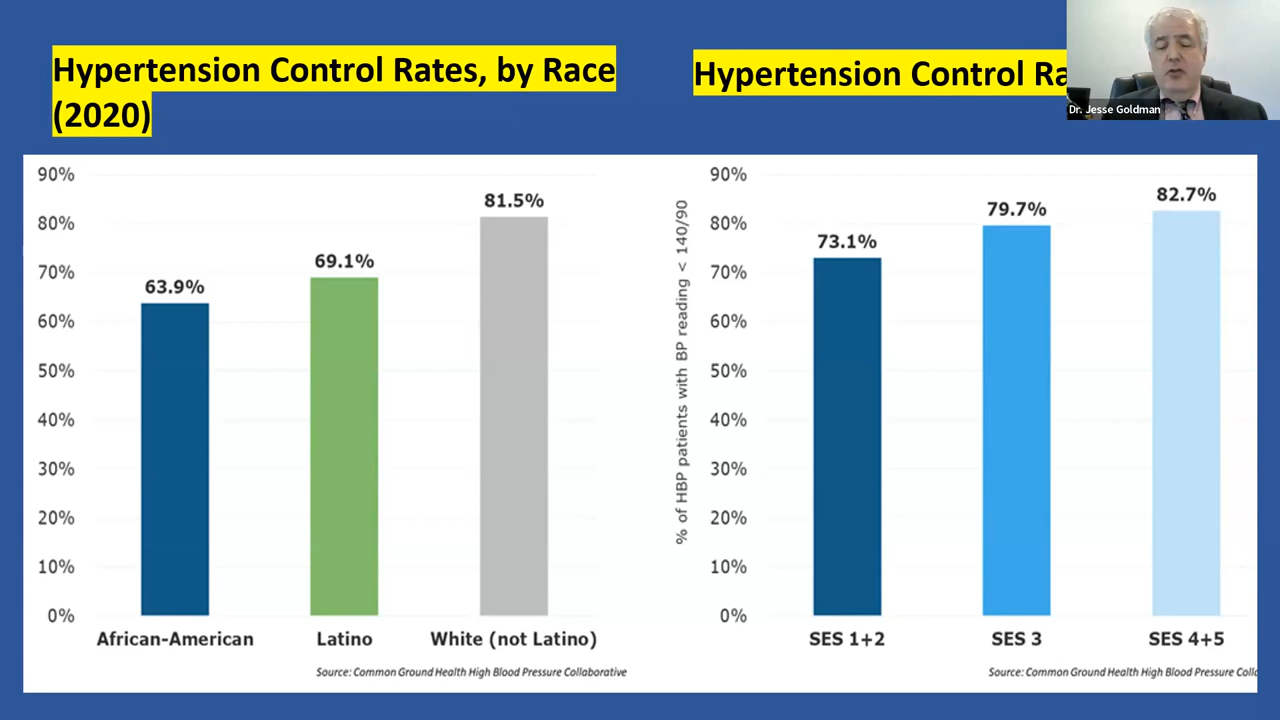 Hypertension Control Rates, by Race
(2020)
Hypertension Control
Dr. Jesse Goldman
90%
80%
70%
60%
50%
40%
30%
20%
10%
0%
63.9%
69.1%
81.5%
African-American
Latino
White (not Latino)
Source: Common Ground Health High Blood Pressure Collaborative
% of HBP patients with BP reading < 140/90
90%
80%
70%
60%
50%
40%
30%
20%
10%
0%
73.1%
79.7%
82.7%
SES 1+2
SES 3
SES 4+5
Source: Common Ground Health High Blood Pressure